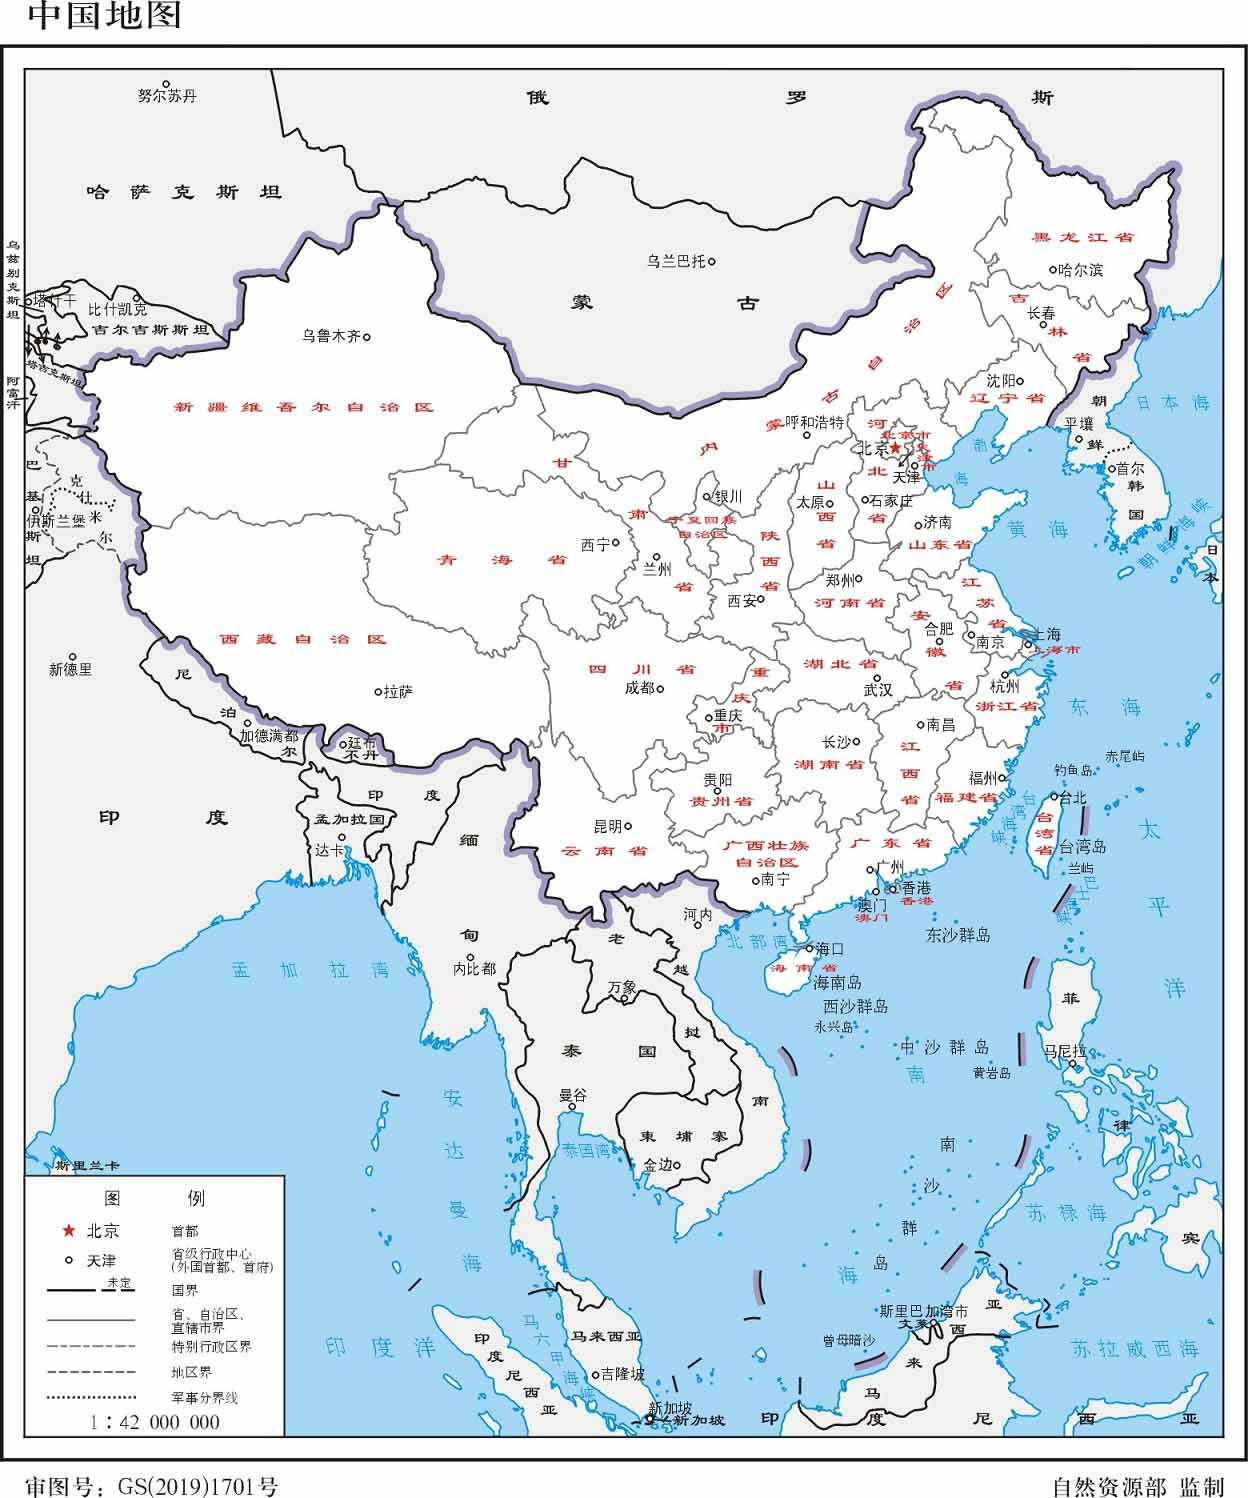 中国地图
努尔苏丹
俄 罗 斯
哈 萨 克 斯 坦
乌兹别克斯坦
塔什干
比什凯克
吉尔吉斯斯坦
塔吉克斯坦
阿富汗
乌鲁木齐
乌兰巴托
蒙 古
黑龙江省
哈尔滨
吉林省
长春
沈阳
辽宁省
内蒙古自治区
呼和浩特
新疆维吾尔自治区
甘肃省
河北省
北京市
北京
天津市
天津
渤海
朝鲜
平壤
日本海
首尔
韩国
朝鲜海峡
日本
黄海
巴基斯坦
克什米尔
伊斯兰堡
银川
宁夏回族
自治区
山西省
太原
石家庄
济南
山东省
青海省
西宁
兰州
陕西省
西安
郑州
河南省
江苏省
安徽省
合肥
南京
上海
上海市
西藏自治区
拉萨
新德里
尼泊尔
加德满都
廷布
不丹
四川省
成都
重庆市
重庆
湖北省
武汉
杭州
浙江省
东海
长沙
湖南省
南昌
江西省
福州
福建省
钓鱼岛
赤尾屿
贵阳
贵州省
昆明
云南省
广西壮族
自治区
南宁
广东省
广州
香港
香港
澳门
澳门
台湾海峡
台北
台湾省
台湾岛
兰屿
巴士海峡
太平洋
印 度
印 度
孟加拉国
达卡
缅甸
内比都
孟加拉湾
河内
老挝
万象
越南
北部湾
海口
海南省
海南岛
东沙群岛
西沙群岛
永兴岛
中沙群岛
黄岩岛
南海
南沙群岛
曾母暗沙
菲律宾
马尼拉
泰国
曼谷
泰国湾
柬埔寨
金边
安达曼海
斯里兰卡
苏禄海
斯里巴加湾市
文莱
马来西亚
马来西亚
吉隆坡
马六甲海峡
新加坡
新加坡
印度洋
印度尼西亚
印度尼西亚
苏拉威西海
图 例
北京 首都
天津 省级行政中心
(外国首都、首府)
未定
国界
省、自治区、
直辖市界
特别行政区界
地区界
军事分界线
1：42 000 000
审图号：GS(2019)1701号
自然资源部 监制